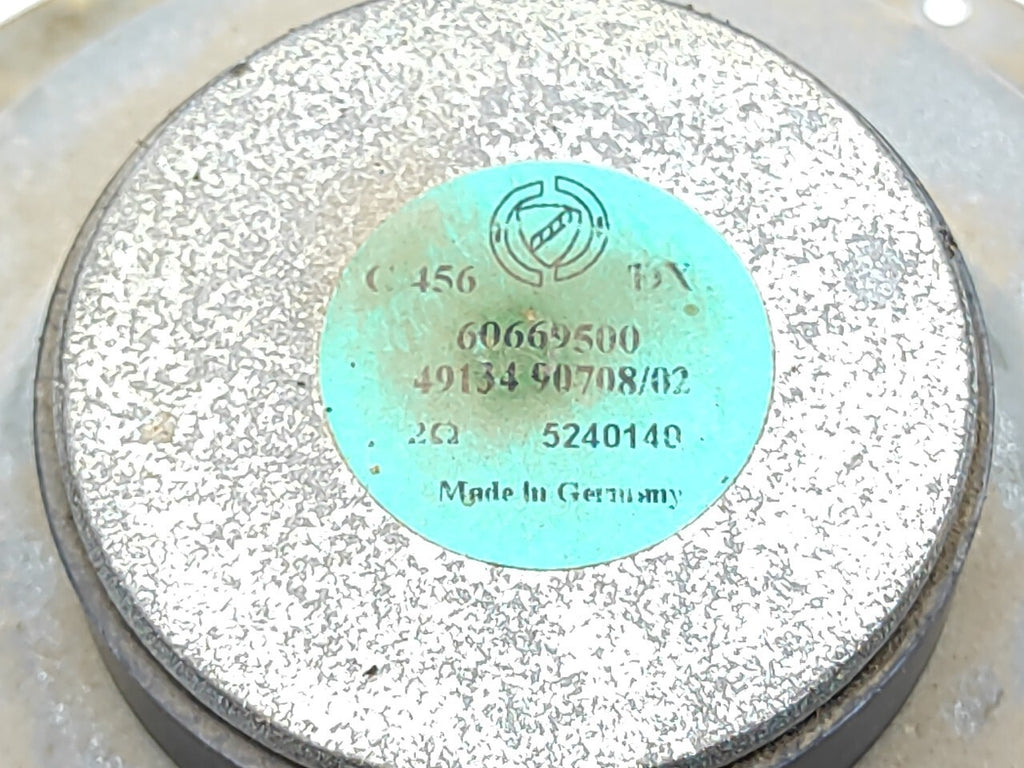 C 456 DX
60669500
49134 90708/02
2Ω 5240140
Made In Germany